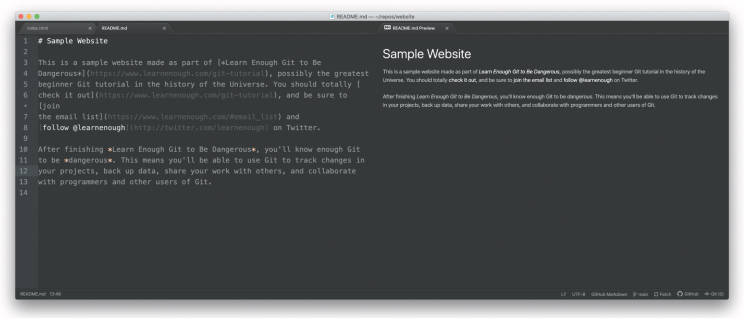 README.md — ~/repos/website
index.html
README.md
README.md Preview
1 # Sample Website
2
3 This is a sample website made as part of [*Learn Enough Git to Be
4 Dangerous*](https://www.learnenough.com/git-tutorial), possibly the greatest
5 beginner Git tutorial in the history of the Universe. You should totally [
6 check it out](https://www.learnenough.com/git-tutorial), and be sure to
• [join
7 the email list](https://www.learnenough.com/#email_list) and
8 [follow @learnenough](http://twitter.com/learnenough) on Twitter.
9
10 After finishing *Learn Enough Git to Be Dangerous*, you'll know enough Git
11 to be *dangerous*. This means you'll be able to use Git to track changes in
12 your projects, back up data, share your work with others, and collaborate
13 with programmers and other users of Git.
14
Sample Website
This is a sample website made as part of Learn Enough Git to Be Dangerous, possibly the greatest beginner Git tutorial in the history of the
Universe. You should totally check it out, and be sure to join the email list and follow @learnenough on Twitter.
After finishing Learn Enough Git to Be Dangerous, you'll know enough Git to be dangerous. This means you'll be able to use Git to track changes
in your projects, back up data, share your work with others, and collaborate with programmers and other users of Git.
README.md
LF UTF-8 GitHub Markdown main Fetch GitHub Git (0)